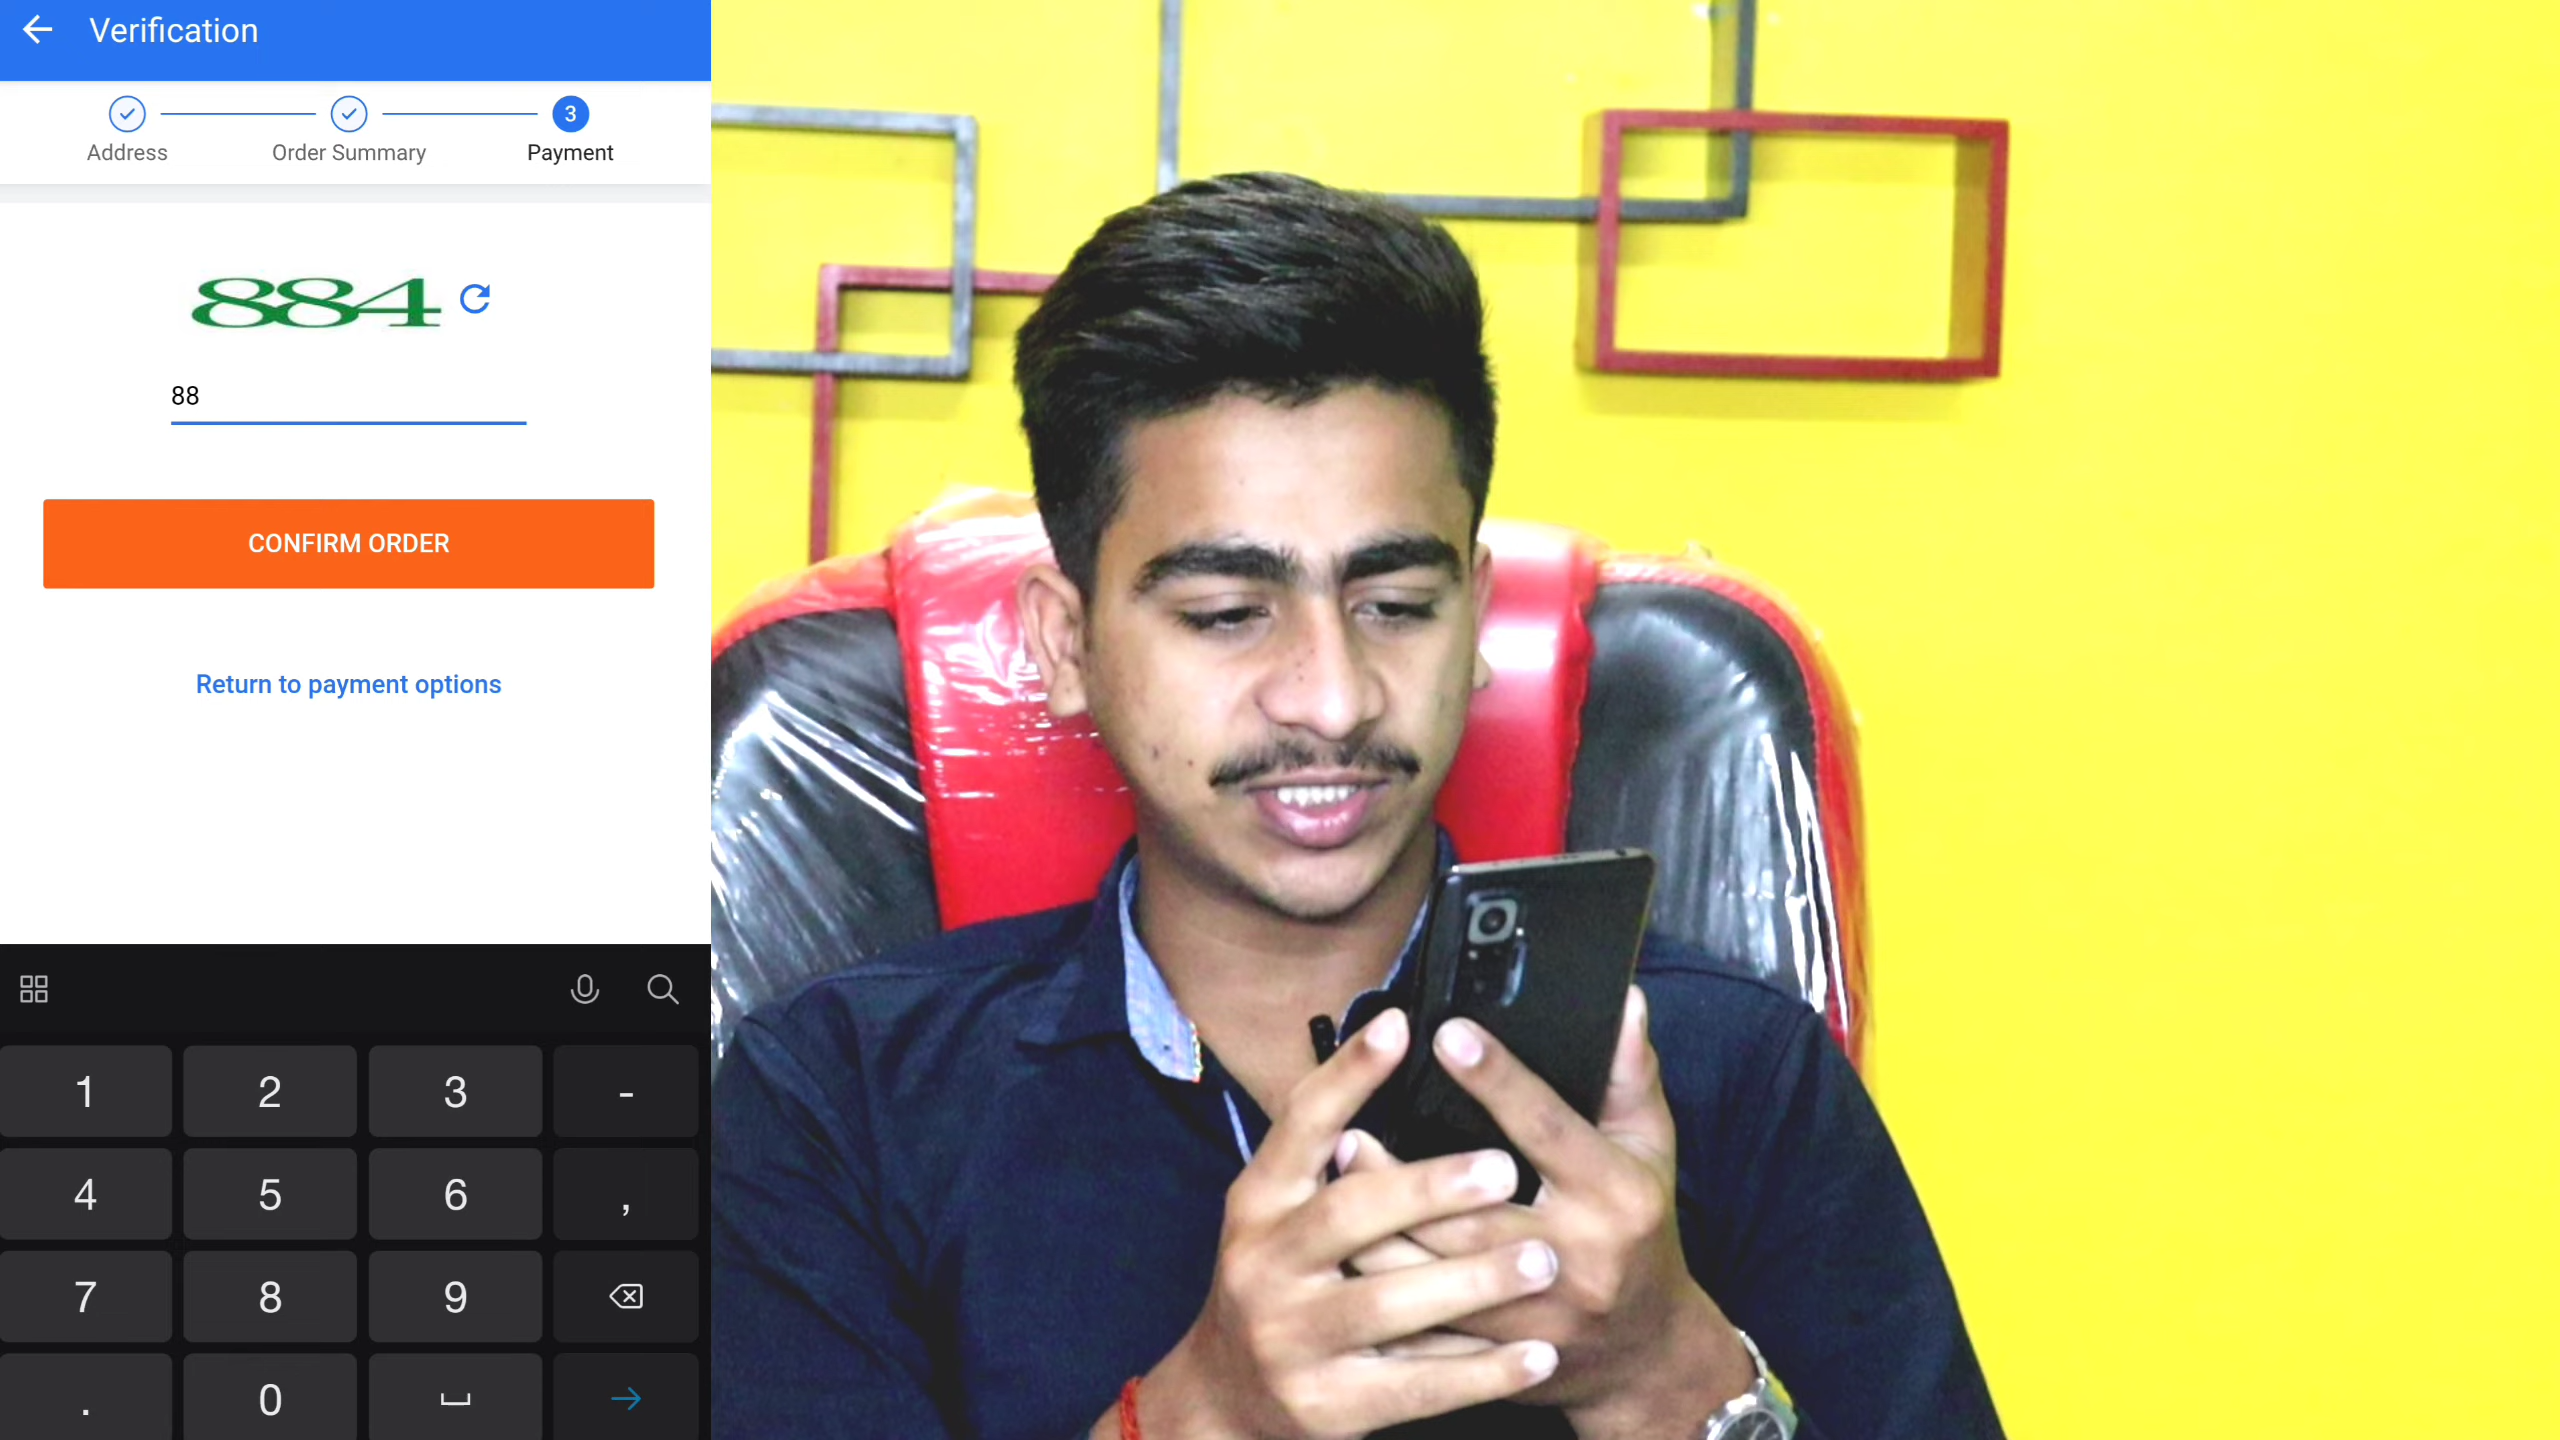 Verification
3
Address
Order Summary
Payment
884
88
CONFIRM ORDER
Return to payment options
1
2
3
-
4
5
6
,
7
8
9
.
0